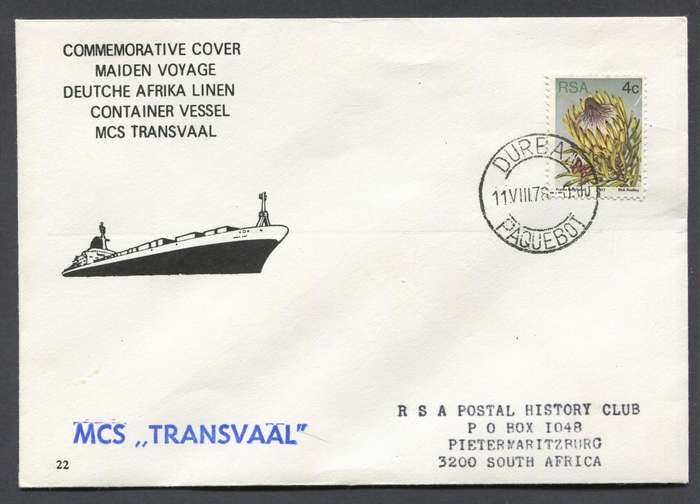 COMMEMORATIVE COVER
MAIDEN VOYAGE
DEUTCHE AFRIKA LINEN
CONTAINER VESSEL
MCS TRANSVAAL
RSA 4c
DURBAN
11.VIII.78
PAQUEBOT
MCS „TRANSVAAL"
R S A POSTAL HISTORY CLUB
P O BOX 1048
PIETERMARITZBURG
3200 SOUTH AFRICA
22